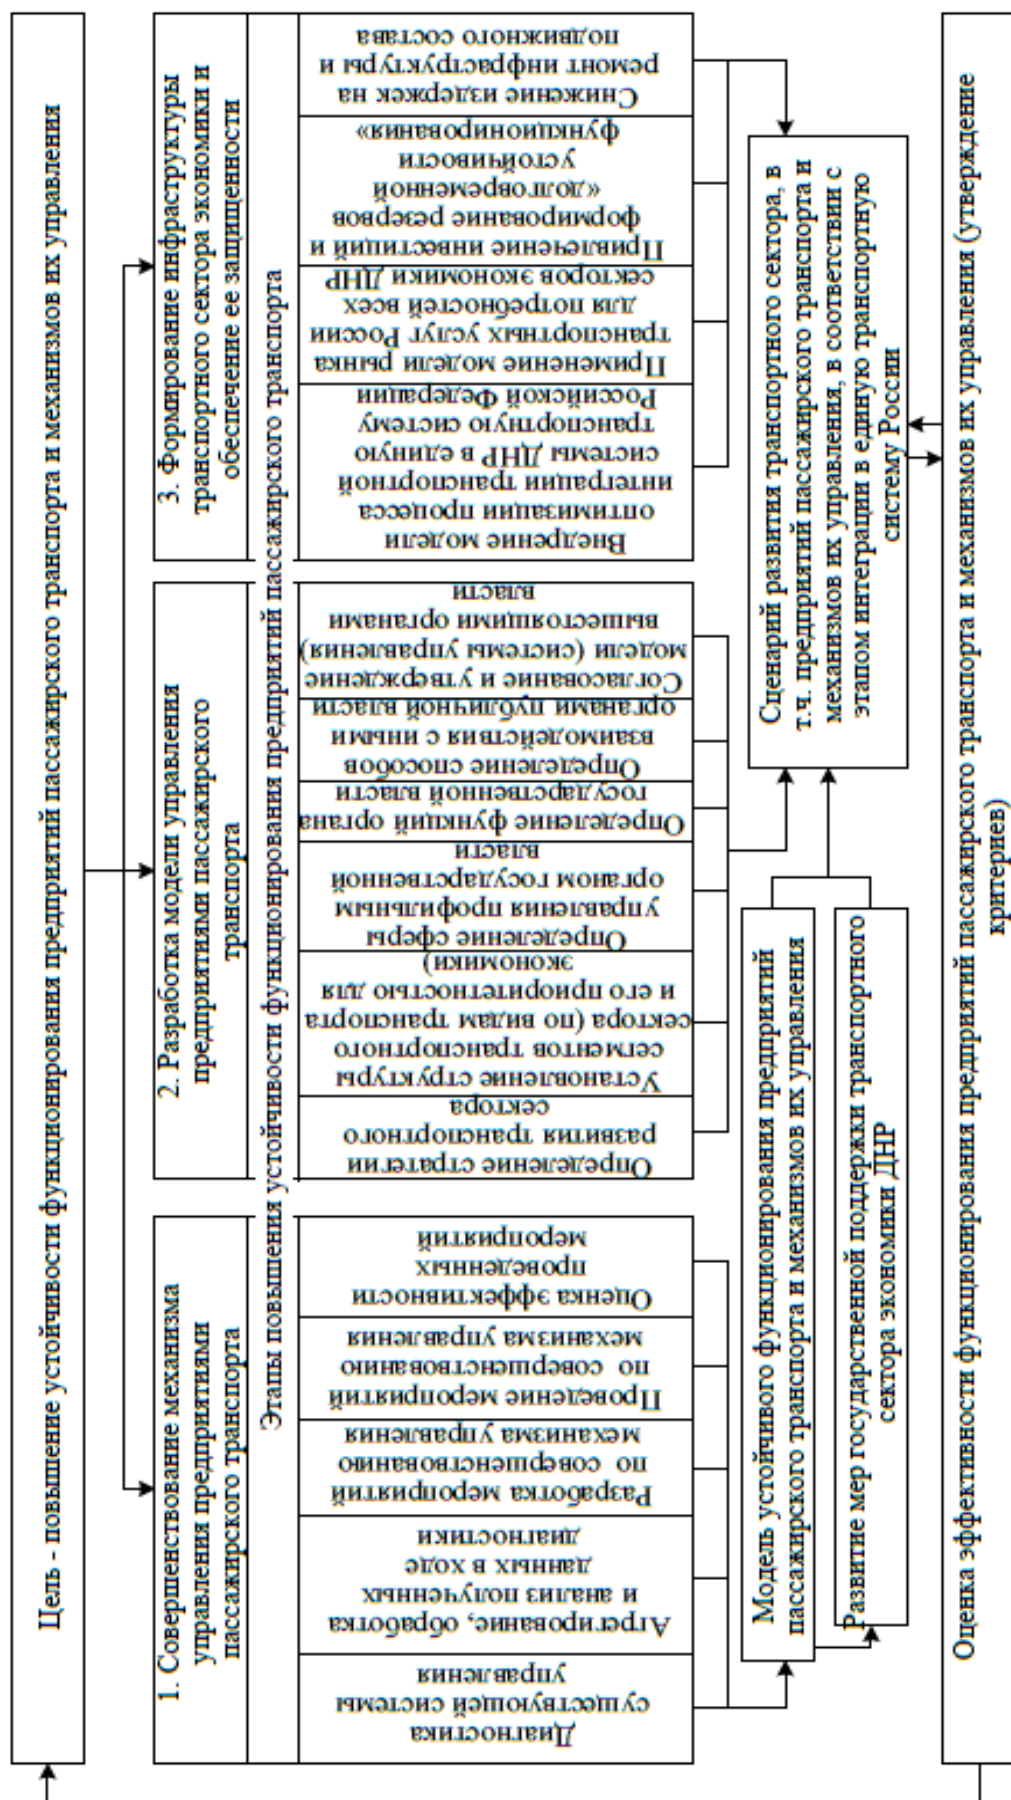 Цель - повышение устойчивости функционирования предприятий пассажирского транспорта и механизмов их управления
1. Совершенствование механизма
управления предприятиями
пассажирского транспорта
2. Разработка модели управления
предприятиями пассажирского
транспорта
3. Формирование инфраструктуры
транспортного сектора экономики и
обеспечение ее защищенности
Этапы повышения устойчивости функционирования предприятий пассажирского транспорта
Диагностика
существующей системы
управления
Агрегирование, обработка
и анализ полученных
данных в ходе
диагностики
Разработка мероприятий
по совершенствованию
механизма управления
Проведение мероприятий
по совершенствованию
механизма управления
Оценка эффективности
проведенных
мероприятий
Определение стратегии
развития транспортного
сектора
Установление структуры
сегментов транспортного
сектора (по видам транспорта
и его приоритетностью для
экономики)
Определение сферы
управления профильным
органом государственной
власти
Определение функций органа
государственной власти
Определение способов
взаимодействия с иными
органами публичной власти
Согласование и утверждение
модели (системы управления)
вышестоящими органами
власти
Внедрение модели
оптимизации процесса
интеграции транспортной
системы ДНР в единую
транспортную систему
Российской Федерации
Применение модели рынка
транспортных услуг России
для потребностей всех
секторов экономики ДНР
Привлечение инвестиций и
формирование резервов
«долговременной
устойчивости
функционирования»
Снижение издержек на
ремонт инфраструктуры и
подвижного состава
Модель устойчивого функционирования предприятий
пассажирского транспорта и механизмов их управления
Развитие мер государственной поддержки транспортного
сектора экономики ДНР
Сценарий развития транспортного сектора, в
т.ч. предприятий пассажирского транспорта и
механизмов их управления, в соответствии с
этапом интеграции в единую транспортную
систему России
Оценка эффективности функционирования предприятий пассажирского транспорта и механизмов их управления (утверждение
критериев)